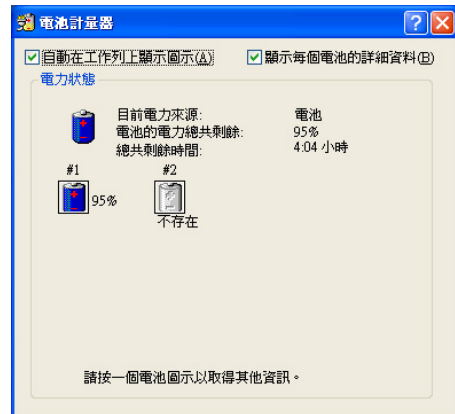 電池計量器
自動在工作列上顯示圖示(A) 顯示每個電池的詳細資料(B)
電力狀態
目前電力來源: 電池
電池的電力總共剩餘: 95%
總共剩餘時間: 4:04 小時
#1 #2
95%
不存在
請按一個電池圖示以取得其他資訊。